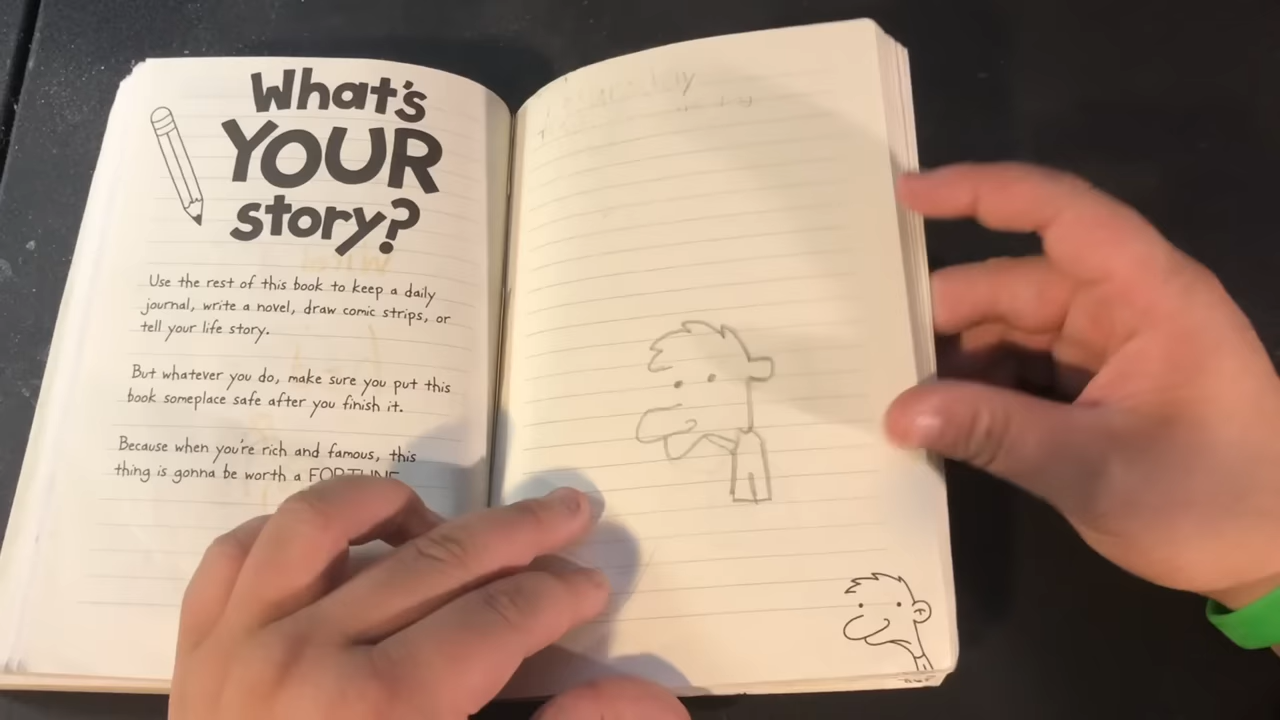 What's
YOUR
story?
Use the rest of this book to keep a daily
journal, write a novel, draw comic strips, or
tell your life story.
But whatever you do, make sure you put this
book someplace safe after you finish it.
Because when you're rich and famous, this
thing is gonna be worth a FORTUNE